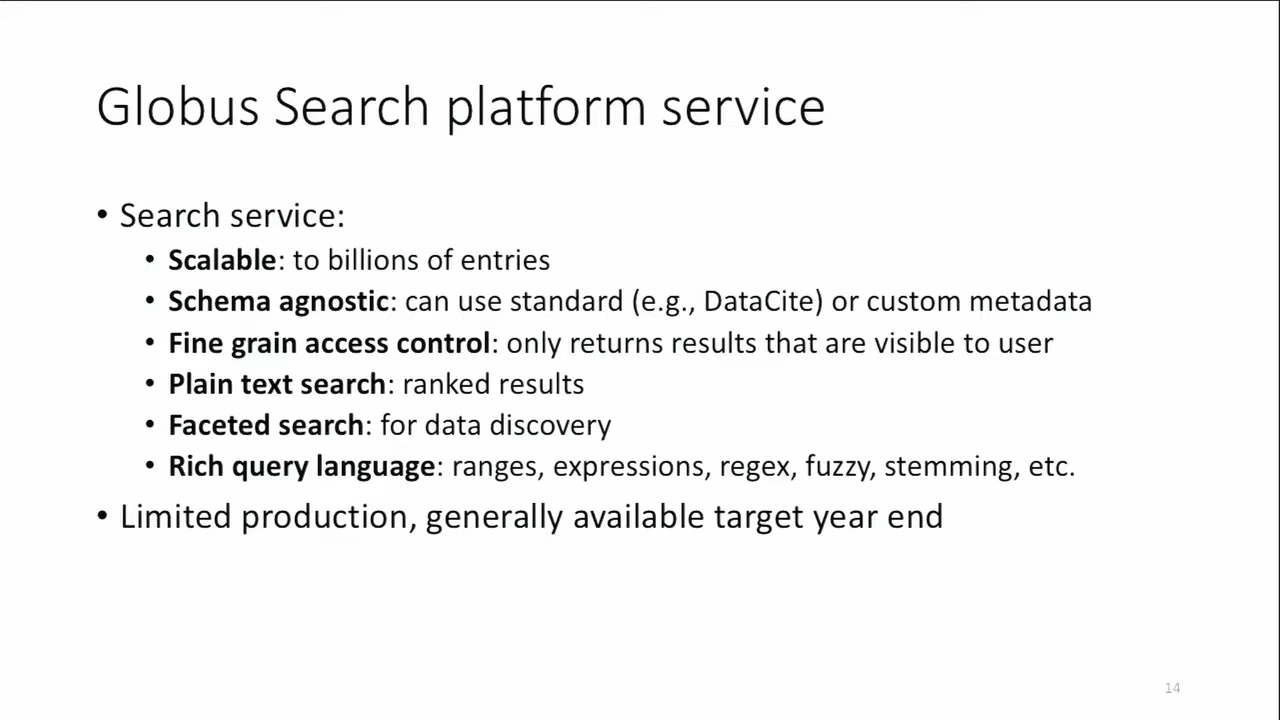 Globus Search platform service
• Search service:
• Scalable: to billions of entries
• Schema agnostic: can use standard (e.g., DataCite) or custom metadata
• Fine grain access control: only returns results that are visible to user
• Plain text search: ranked results
• Faceted search: for data discovery
• Rich query language: ranges, expressions, regex, fuzzy, stemming, etc.
• Limited production, generally available target year end
14